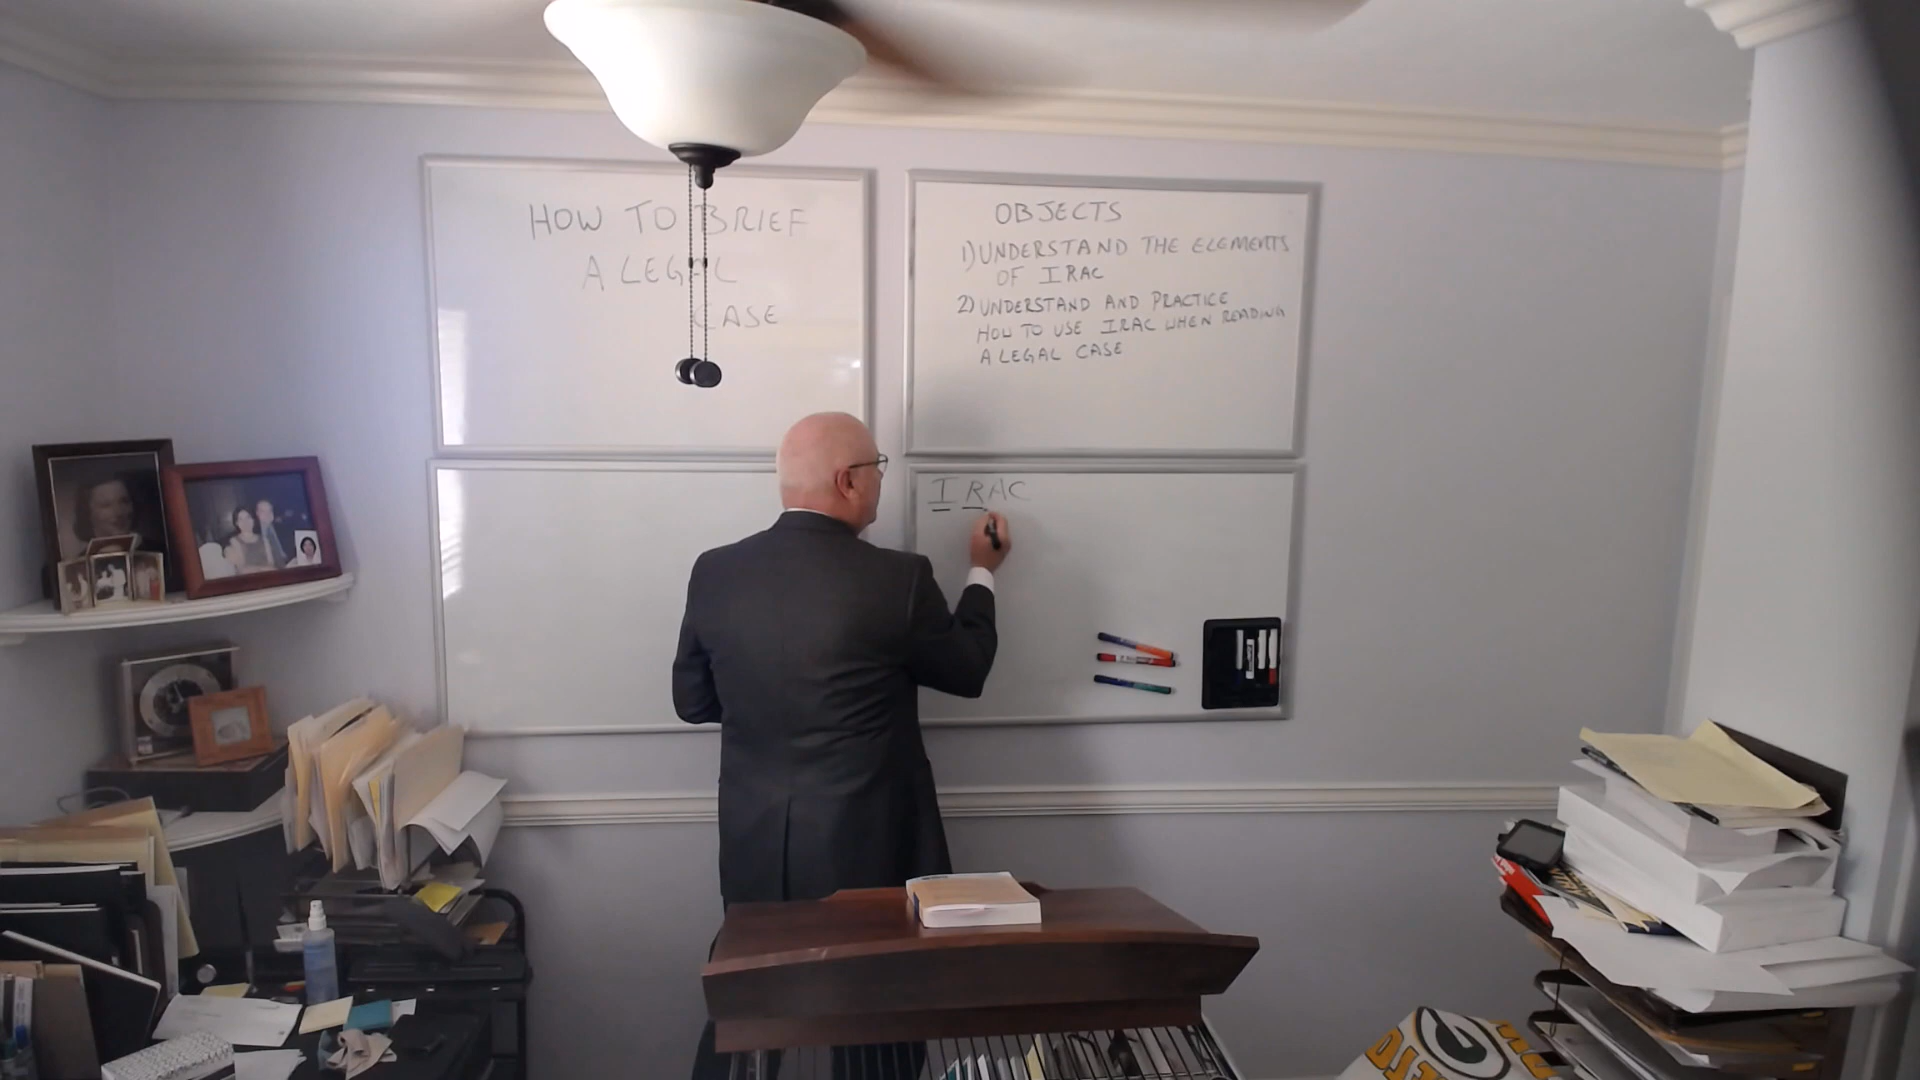 HOW TO BRIEF
A LEGAL
CASE
OBJECTS
1) UNDERSTAND THE ELEMENTS
OF IRAC
2) UNDERSTAND AND PRACTICE
HOW TO USE IRAC WHEN READING
A LEGAL CASE
IRAC
G